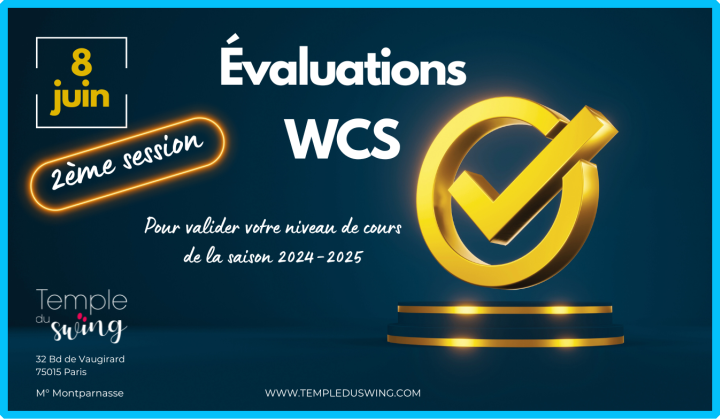 8
juin
Évaluations
WCS
2ème session
Pour valider votre niveau de cours
de la saison 2024-2025
Temple
du swing
32 Bd de Vaugirard
75015 Paris
M° Montparnasse
WWW.TEMPLEDUSWING.COM